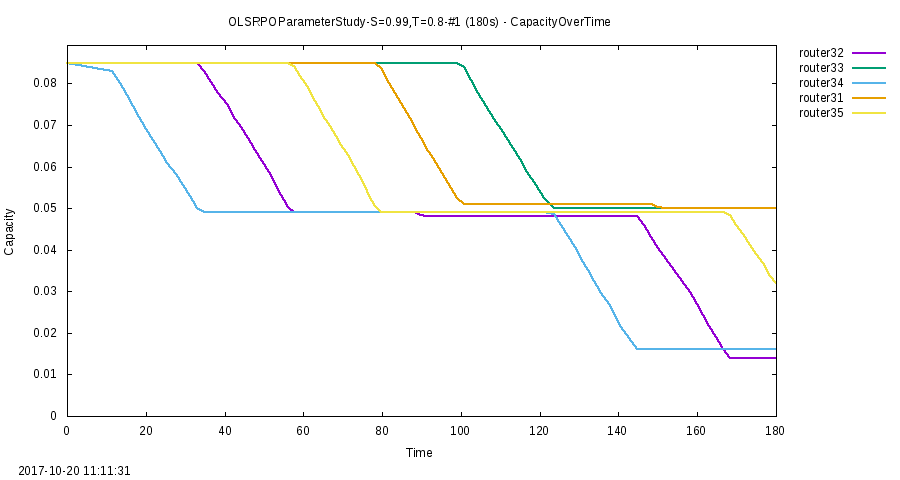 OLSRPOParameterStudy-S=0.99,T=0.8-#1 (180s) - CapacityOverTime
router32
router33
router34
router31
router35
0.08
0.07
0.06
0.05
0.04
0.03
0.02
0.01
0
Capacity
0 20 40 60 80 100 120 140 160 180
Time
2017-10-20 11:11:31